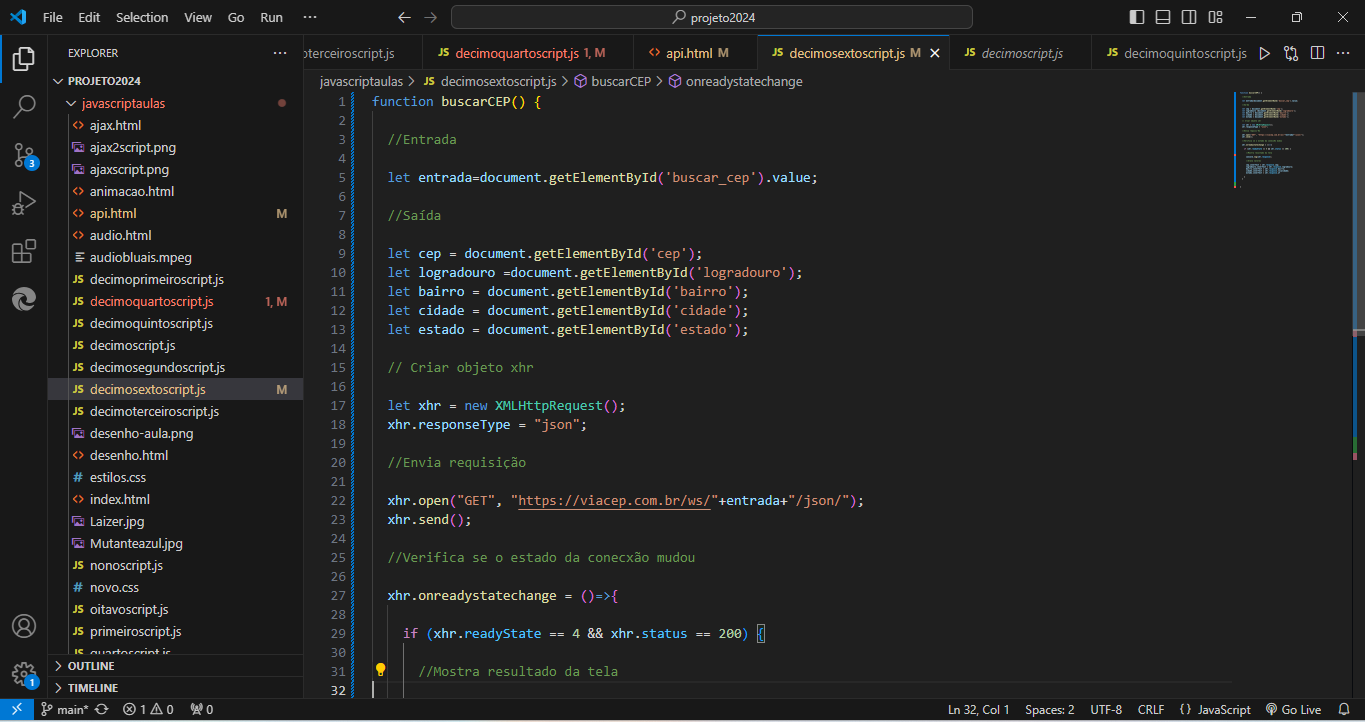 File Edit Selection View Go Run ··· projeto2024
EXPLORER
PROJETO2024
javascriptaulas
ajax.html
ajax2script.png
ajaxscript.png
animacao.html
api.html M
audio.html
audiobluais.mpeg
decimoprimeiroscript.js
decimoquartoscript.js 1, M
decimoquintoscript.js
decimoscript.js
decimosegundoscript.js
decimosextoscript.js M
decimoterceiroscript.js
desenho-aula.png
desenho.html
estilos.css
index.html
Laizer.jpg
Mutanteazul.jpg
nonoscript.js
novo.css
oitavoscript.js
primeiroscript.js
quartoscript.js
OUTLINE
TIMELINE
3
1
oterceiroscript.js decimoquartoscript.js 1, M api.html M decimosextoscript.js M decimoscript.js decimoquintoscript.js
javascriptaulas > JS decimosextoscript.js > buscarCEP > onreadystatechange
1 function buscarCEP() {
2
3 //Entrada
4
5 let entrada=document.getElementById('buscar_cep').value;
6
7 //Saída
8
9 let cep = document.getElementById('cep');
10 let logradouro =document.getElementById('logradouro');
11 let bairro = document.getElementById('bairro');
12 let cidade = document.getElementById('cidade');
13 let estado = document.getElementById('estado');
14
15 // Criar objeto xhr
16
17 let xhr = new XMLHttpRequest();
18 xhr.responseType = "json";
19
20 //Envia requisição
21
22 xhr.open("GET", "https://viacep.com.br/ws/"+entrada+"/json/");
23 xhr.send();
24
25 //Verifica se o estado da conecxão mudou
26
27 xhr.onreadystatechange = ()=>{
28
29 if (xhr.readyState == 4 && xhr.status == 200) {
30
31 //Mostra resultado da tela
32
main* 1 0 0 Ln 32, Col 1 Spaces: 2 UTF-8 CRLF {} JavaScript Go Live